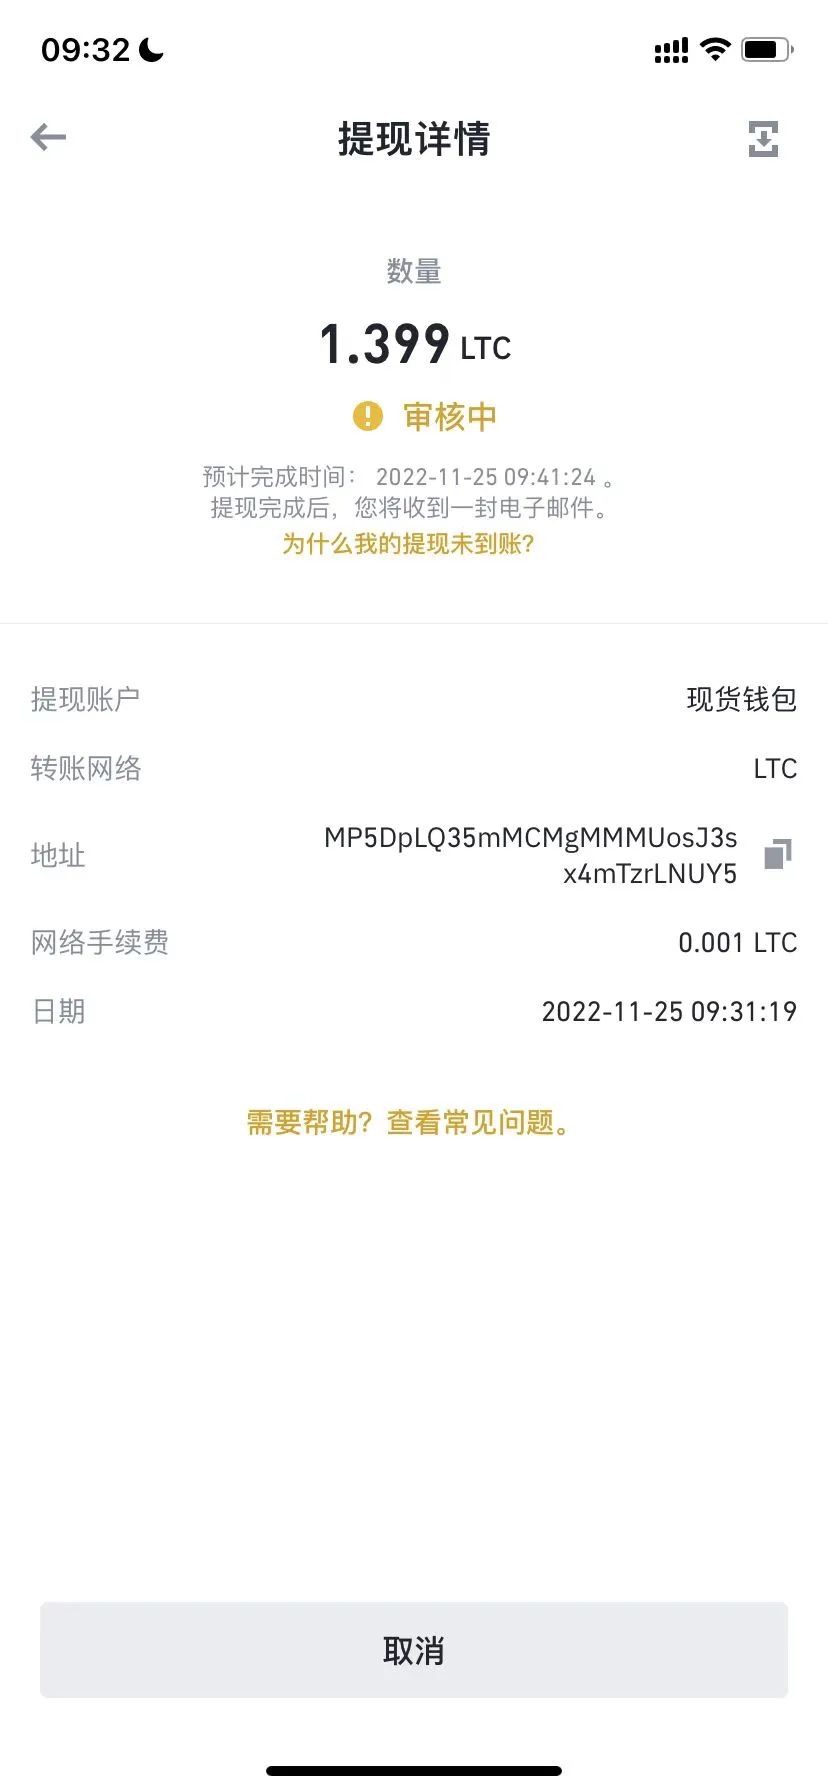 09:32
提现详情
数量
1.399 LTC
审核中
预计完成时间： 2022-11-25 09:41:24 。
提现完成后，您将收到一封电子邮件。
为什么我的提现未到账?
提现账户 现货钱包
转账网络 LTC
地址 MP5DpLQ35mMCMgMMMUosJ3s
x4mTzrLNUY5
网络手续费 0.001 LTC
日期 2022-11-25 09:31:19
需要帮助? 查看常见问题。
取消